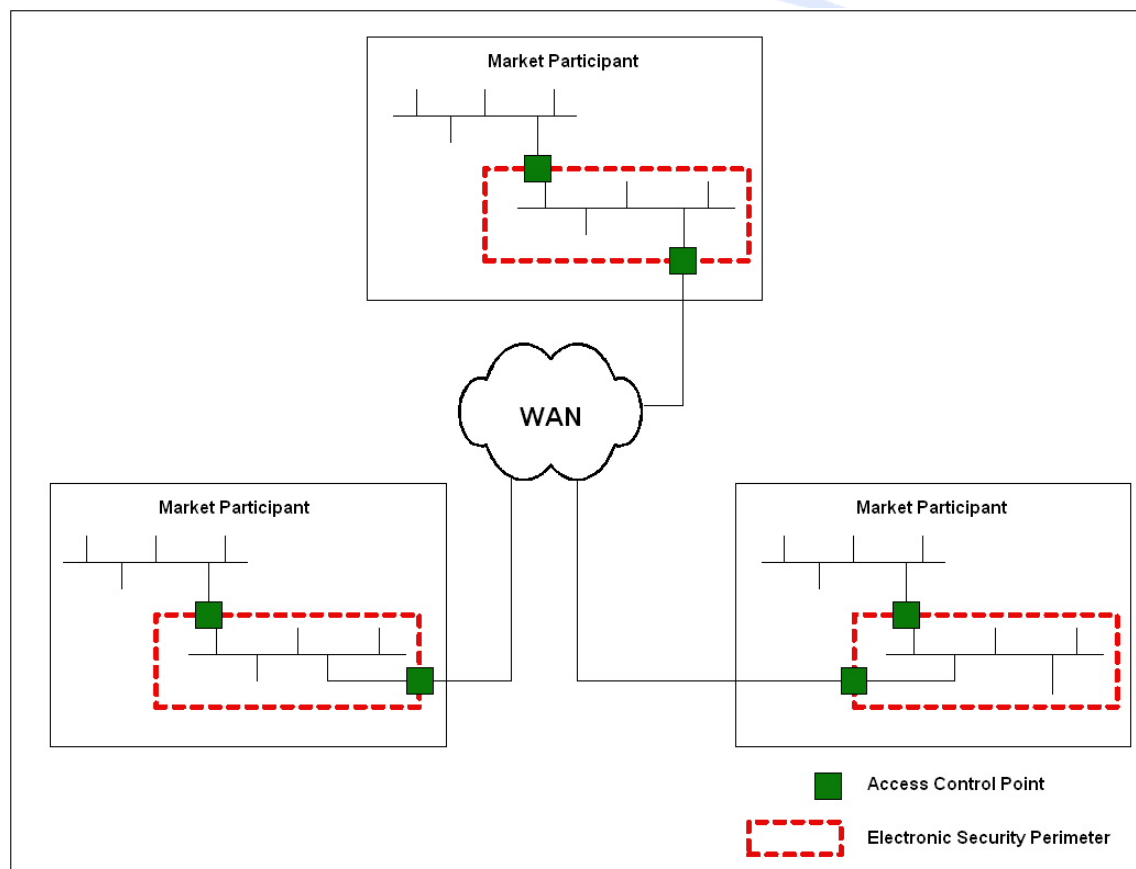 Market Participant
WAN
Market Participant
Market Participant
Access Control Point
Electronic Security Perimeter